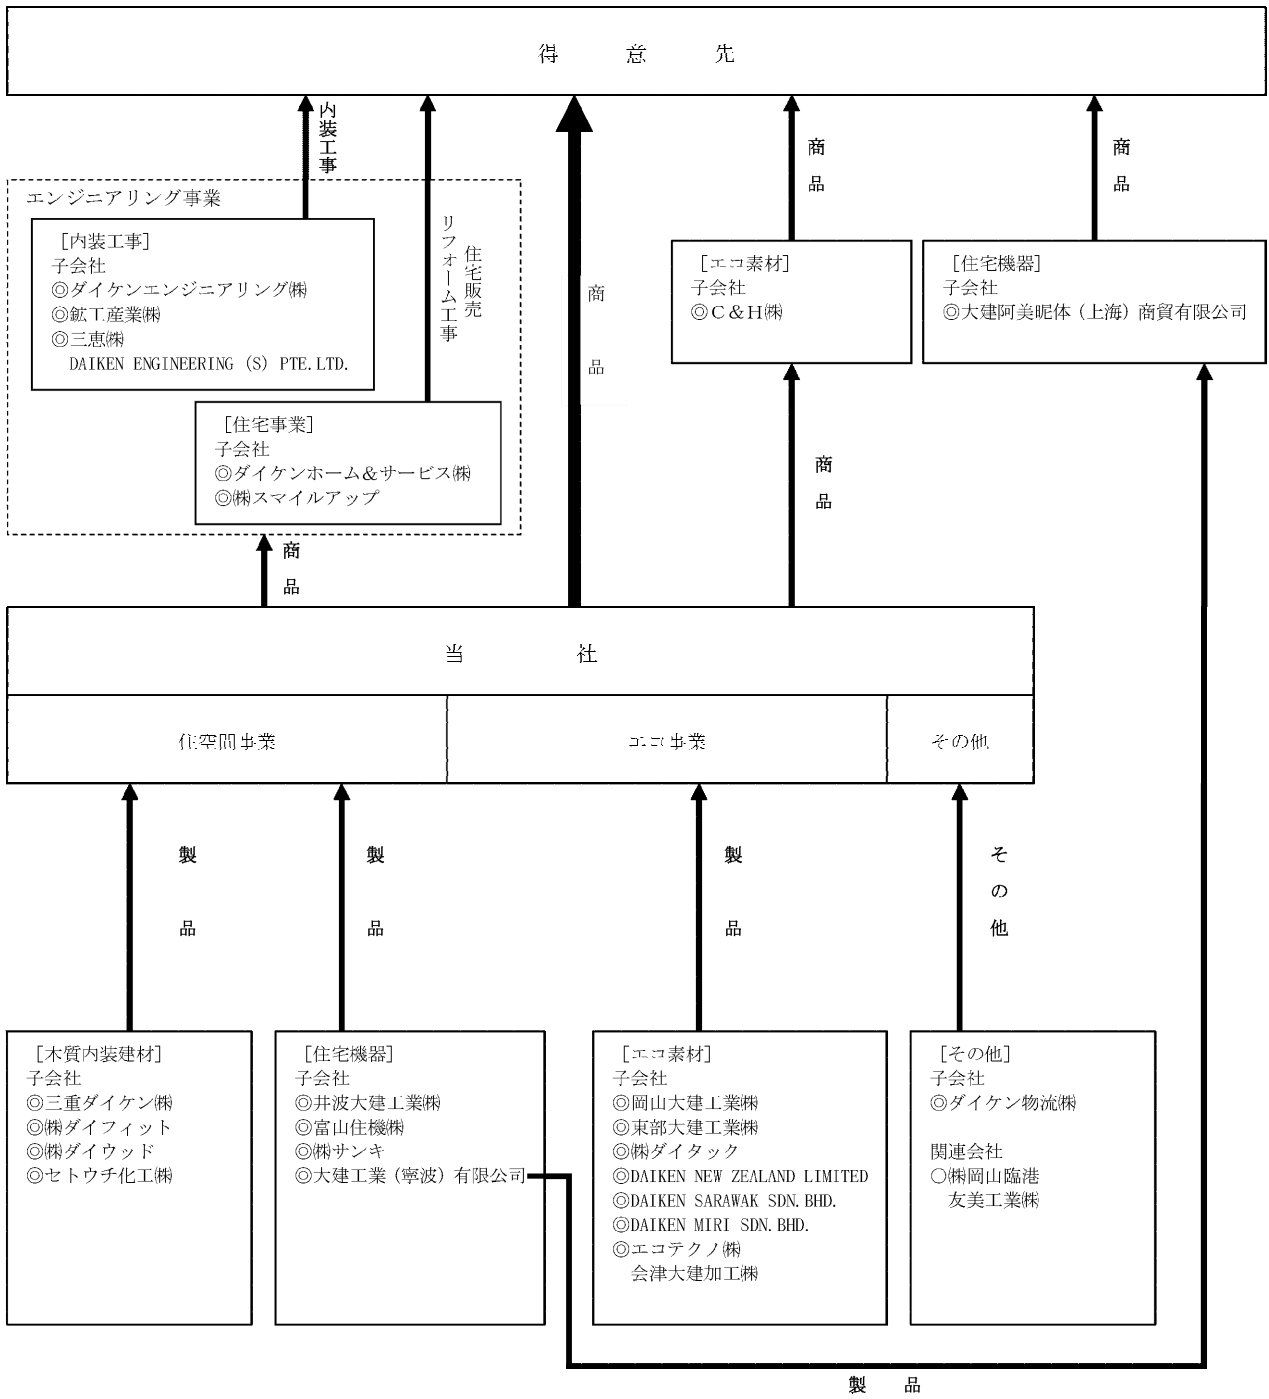 得意先
内装工事
商品
商品
エンジニアリング事業
［内装工事］
子会社
◎ダイケンエンジニアリング㈱
◎鉱工産業㈱
◎三恵㈱
DAIKEN ENGINEERING (S) PTE.LTD.
住宅販売
リフォーム工事
商品
［エコ素材］
子会社
◎Ｃ＆Ｈ㈱
［住宅機器］
子会社
◎大建阿美昵体（上海）商貿有限公司
［住宅事業］
子会社
◎ダイケンホーム＆サービス㈱
◎㈱スマイルアップ
商品
商品
当社
住空間事業
エコ事業
その他
製品
製品
製品
その他
［木質内装建材］
子会社
◎三重ダイケン㈱
◎㈱ダイフィット
◎㈱ダイウッド
◎セトウチ化工㈱
［住宅機器］
子会社
◎井波大建工業㈱
◎富山住機㈱
◎㈱サンキ
◎大建工業（寧波）有限公司
［エコ素材］
子会社
◎岡山大建工業㈱
◎東部大建工業㈱
◎㈱ダイタック
◎DAIKEN NEW ZEALAND LIMITED
◎DAIKEN SARAWAK SDN.BHD.
◎DAIKEN MIRI SDN.BHD.
◎エコテクノ㈱
会津大建加工㈱
［その他］
子会社
◎ダイケン物流㈱
関連会社
○㈱岡山臨港
友美工業㈱
製品